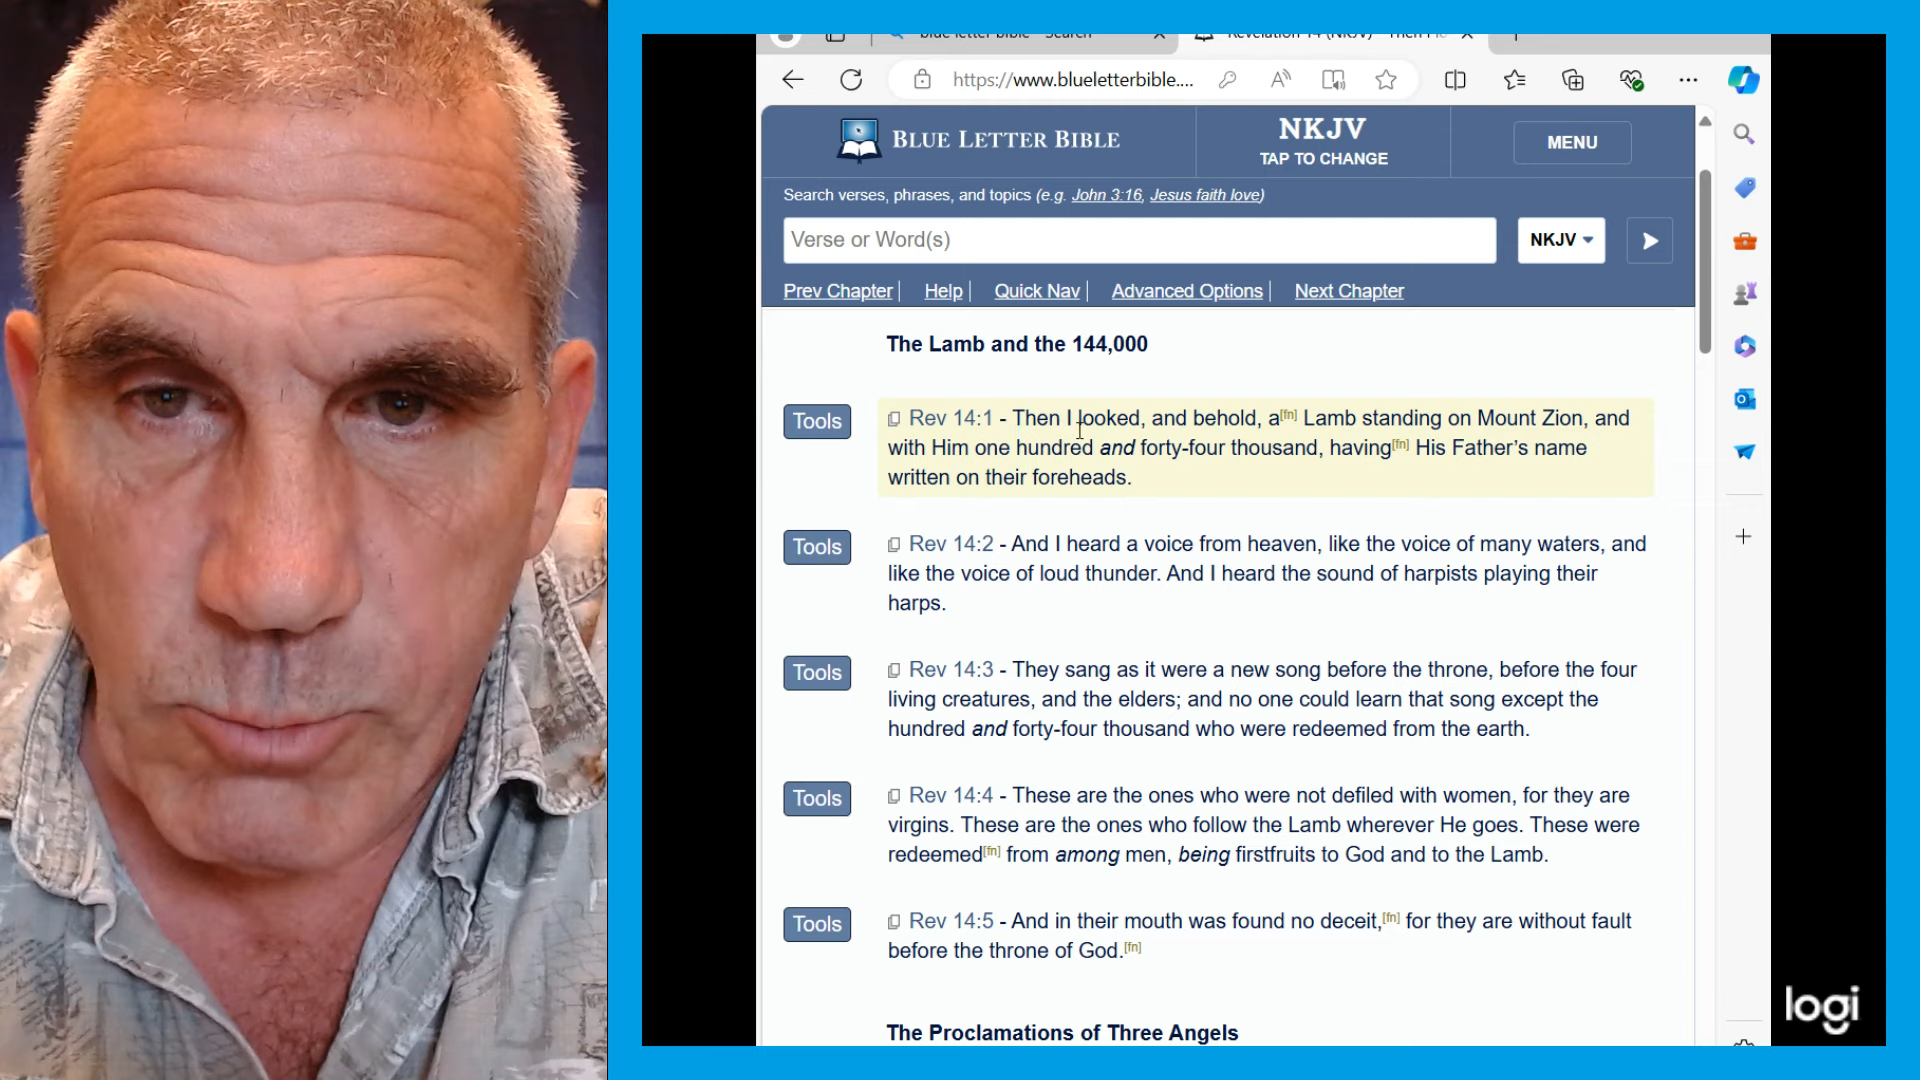 blue letter bible - Search
Revelation 14 (NKJV) - Then I lo
https://www.blueletterbible....
BLUE LETTER BIBLE
NKJV
TAP TO CHANGE
MENU
Search verses, phrases, and topics (e.g. John 3:16, Jesus faith love)
Verse or Word(s)
NKJV
Prev Chapter | Help | Quick Nav | Advanced Options | Next Chapter
The Lamb and the 144,000
Tools
Rev 14:1 - Then I looked, and behold, a[fn] Lamb standing on Mount Zion, and
with Him one hundred and forty-four thousand, having[fn] His Father’s name
written on their foreheads.
Tools
Rev 14:2 - And I heard a voice from heaven, like the voice of many waters, and
like the voice of loud thunder. And I heard the sound of harpists playing their
harps.
Tools
Rev 14:3 - They sang as it were a new song before the throne, before the four
living creatures, and the elders; and no one could learn that song except the
hundred and forty-four thousand who were redeemed from the earth.
Tools
Rev 14:4 - These are the ones who were not defiled with women, for they are
virgins. These are the ones who follow the Lamb wherever He goes. These were
redeemed[fn] from among men, being firstfruits to God and to the Lamb.
Tools
Rev 14:5 - And in their mouth was found no deceit,[fn] for they are without fault
before the throne of God.[fn]
The Proclamations of Three Angels
logi